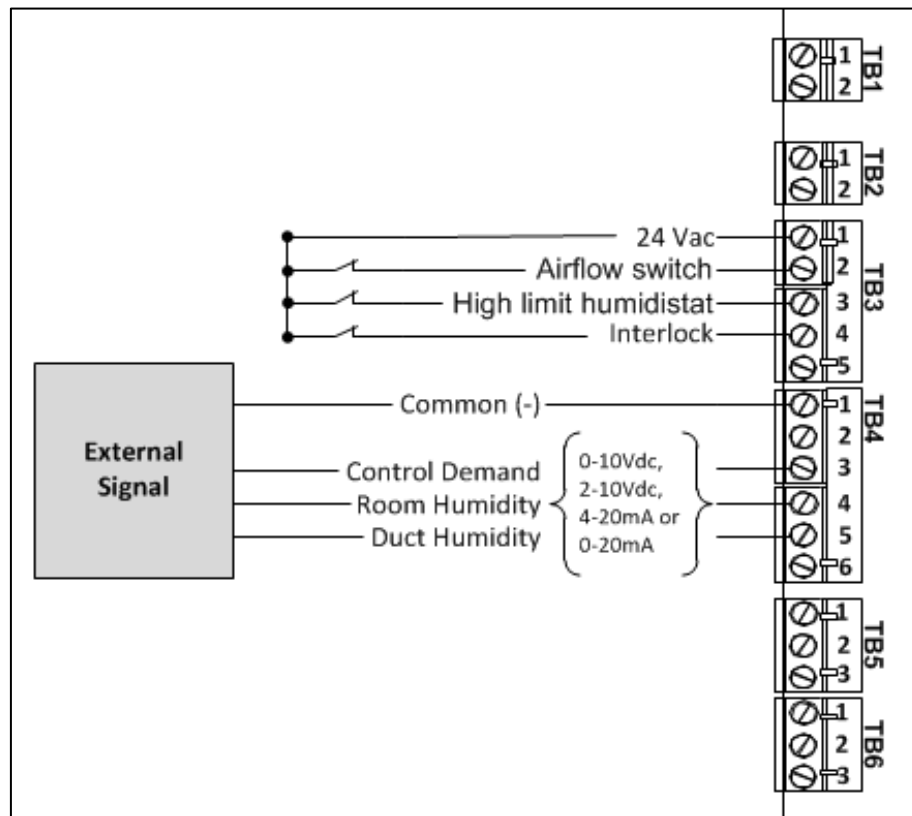 1
2
TB1
1
2
TB2
24 Vac
1
Airflow switch
2
High limit humidistat
3
Interlock
4
5
TB3
External
Signal
Common (-)
1
2
Control Demand
3
Room Humidity
4
Duct Humidity
5
6
0-10Vdc,
2-10Vdc,
4-20mA or
0-20mA
TB4
1
2
3
TB5
1
2
3
TB6